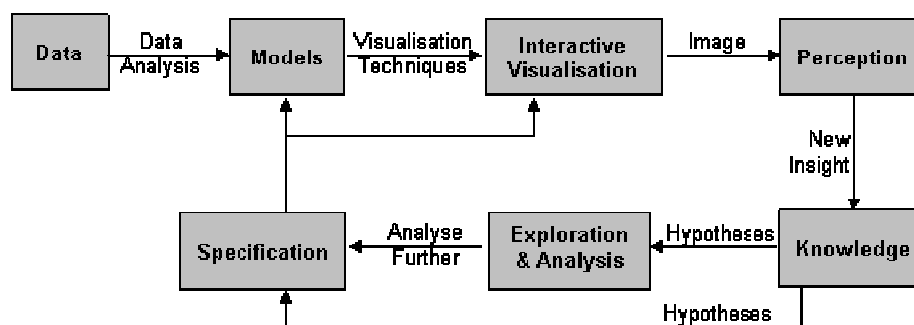 Data
Data
Analysis
Models
Visualisation
Techniques
Interactive
Visualisation
Image
Perception
New
Insight
Specification
Analyse
Further
Exploration
& Analysis
Hypotheses
Knowledge
Hypotheses